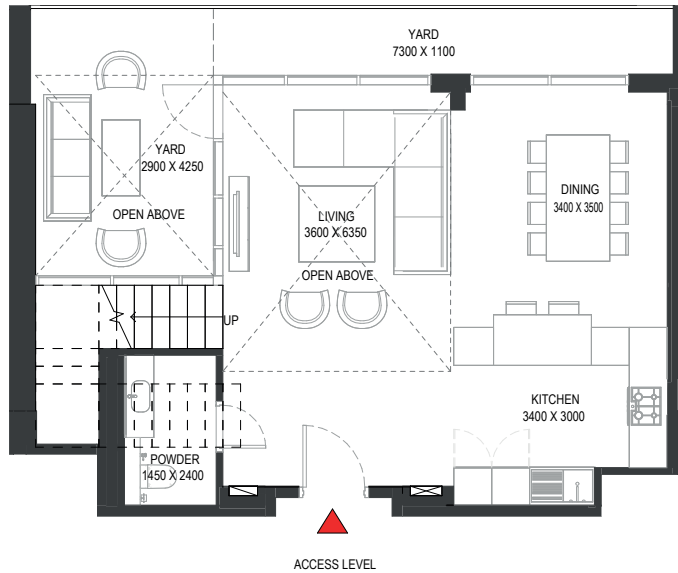 YARD
7300 X 1100
YARD
2900 X 4250
OPEN ABOVE
LIVING
3600 X 6350
OPEN ABOVE
DINING
3400 X 3500
UP
KITCHEN
3400 X 3000
POWDER
1450 X 2400
ACCESS LEVEL